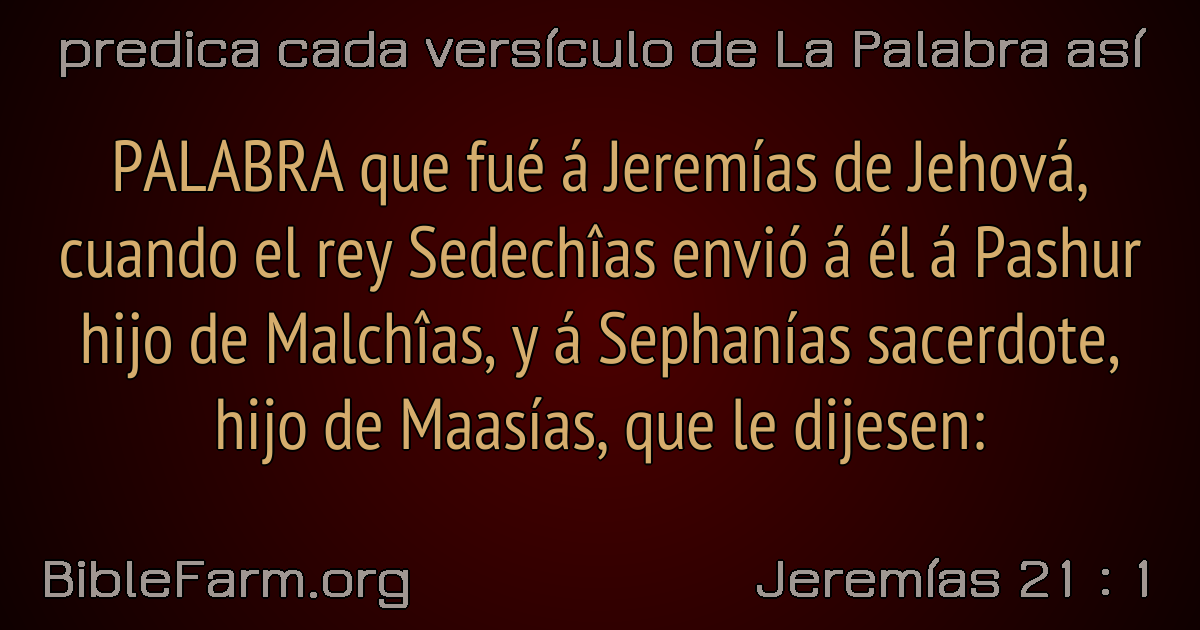 predica cada versículo de La Palabra así
PALABRA que fué á Jeremías de Jehová,
cuando el rey Sedechîas envió á él á Pashur
hijo de Malchîas, y á Sephanías sacerdote,
hijo de Maasías, que le dijesen:
BibleFarm.org
Jeremías 21 : 1